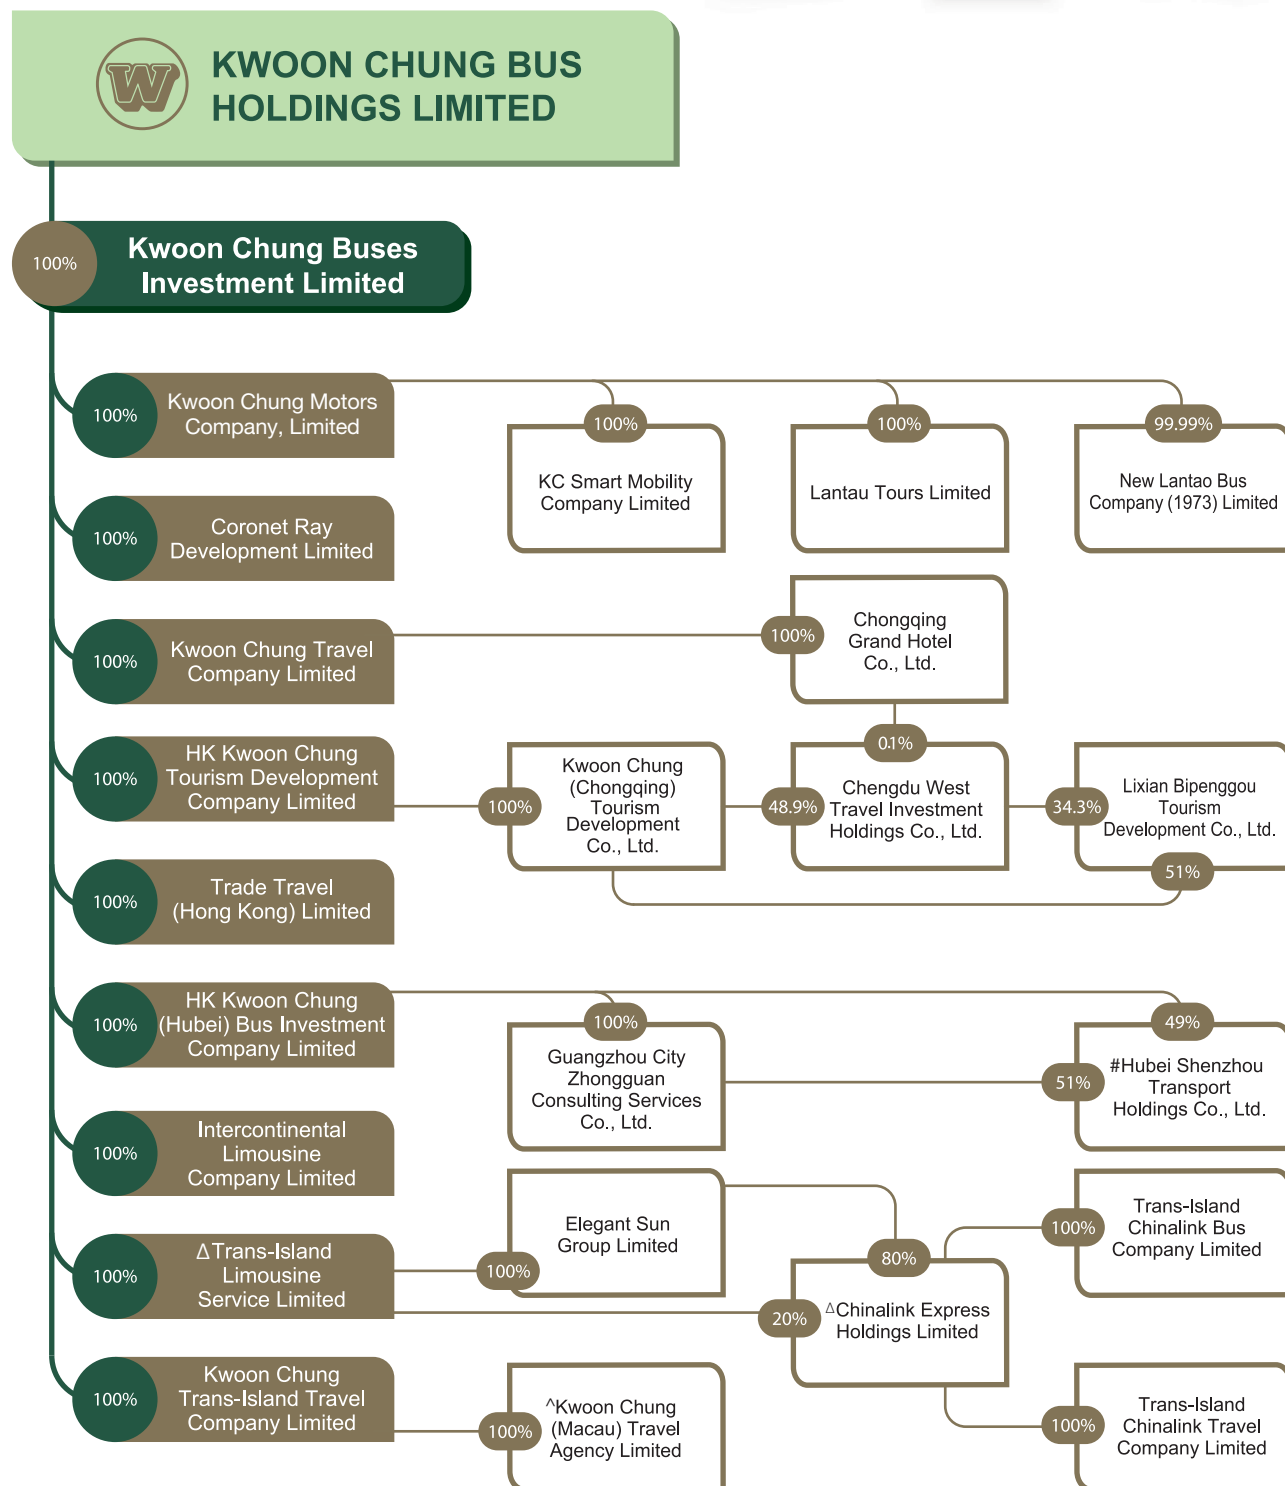 W
KWOON CHUNG BUS
HOLDINGS LIMITED
100%
Kwoon Chung Buses
Investment Limited
100%
Kwoon Chung Motors
Company, Limited
100%
KC Smart Mobility
Company Limited
100%
Lantau Tours Limited
99.99%
New Lantao Bus
Company (1973) Limited
100%
Coronet Ray
Development Limited
100%
Kwoon Chung Travel
Company Limited
100%
Chongqing
Grand Hotel
Co., Ltd.
100%
HK Kwoon Chung
Tourism Development
Company Limited
100%
Kwoon Chung
(Chongqing)
Tourism
Development
Co., Ltd.
0.1%
48.9%
Chengdu West
Travel Investment
Holdings Co., Ltd.
34.3%
Lixian Bipenggou
Tourism
Development Co., Ltd.
51%
100%
Trade Travel
(Hong Kong) Limited
100%
HK Kwoon Chung
(Hubei) Bus Investment
Company Limited
100%
Guangzhou City
Zhongguan
Consulting Services
Co., Ltd.
49%
51%
#Hubei Shenzhou
Transport
Holdings Co., Ltd.
100%
Intercontinental
Limousine
Company Limited
100%
ΔTrans-Island
Limousine
Service Limited
100%
Elegant Sun
Group Limited
80%
20%
ΔChinalink Express
Holdings Limited
100%
Trans-Island
Chinalink Bus
Company Limited
100%
Kwoon Chung
Trans-Island Travel
Company Limited
100%
^Kwoon Chung
(Macau) Travel
Agency Limited
100%
Trans-Island
Chinalink Travel
Company Limited